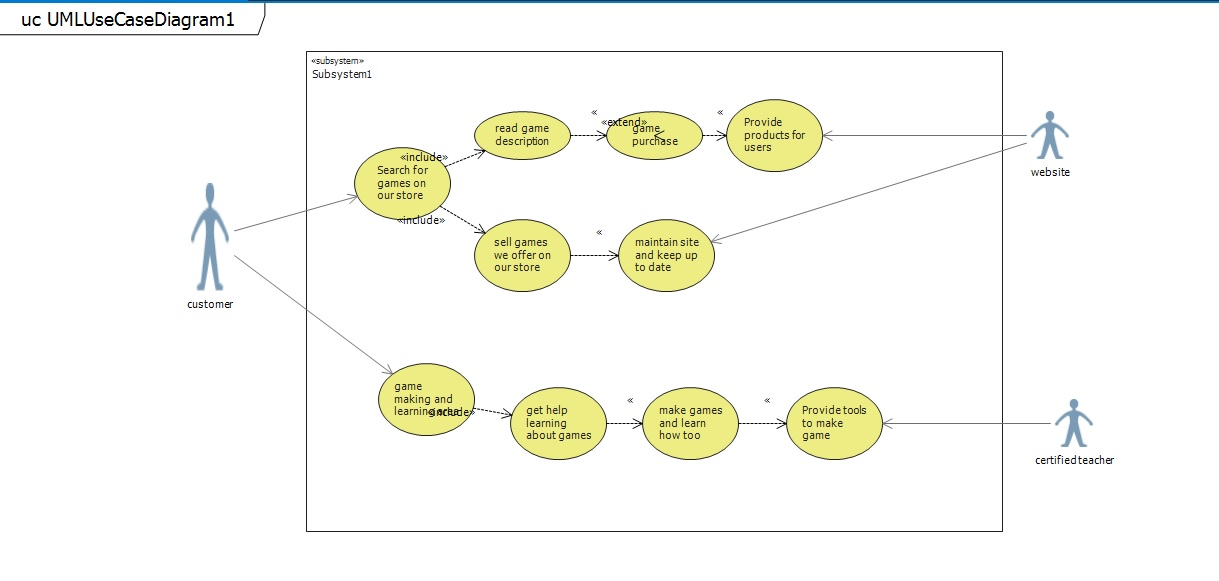 uc UMLUseCaseDiagram1
«subsystem»
Subsystem1
«include»
Search for
games on
our store
«include»
read game
description
«
«extend»
game
purchase
<
«
Provide
products for
users
website
sell games
we offer on
our store
«
maintain site
and keep up
to date
customer
game
making and
learning area
«include»
get help
learning
about games
«
make games
and learn
how too
«
Provide tools
to make
game
certified teacher